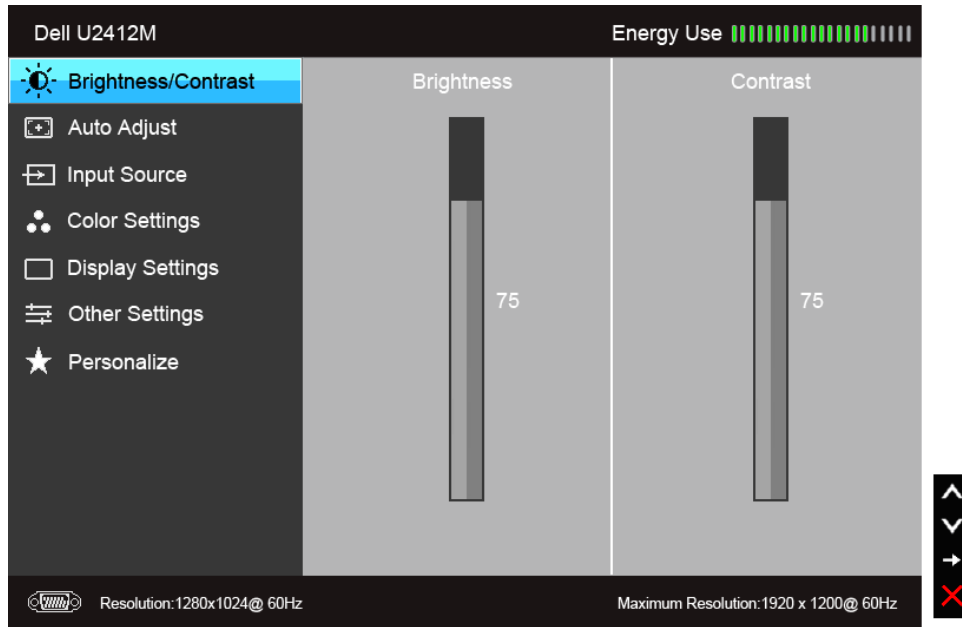 Dell U2412M
Energy Use
Brightness/Contrast
Auto Adjust
Input Source
Color Settings
Display Settings
Other Settings
Personalize
Brightness
Contrast
75
75
Resolution:1280x1024@ 60Hz
Maximum Resolution:1920 x 1200@ 60Hz